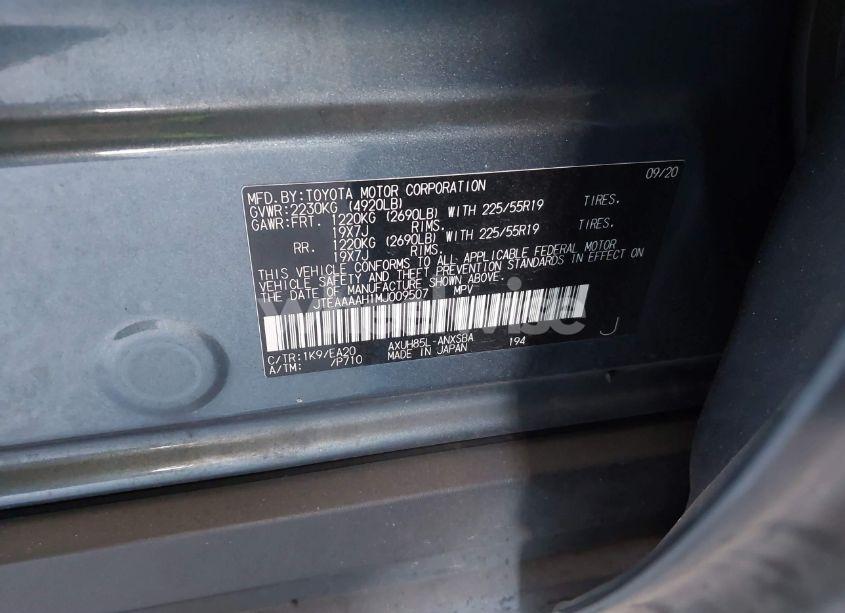 09/20
MFD.BY:TOYOTA MOTOR CORPORATION
GVWR:2230KG (4920LB)
GAWR:FRT. 1220KG (2690LB) WITH 225/55R19 TIRES.
19X7J RIMS.
RR. 1220KG (2690LB) WITH 225/55R19 TIRES.
19X7J RIMS.
THIS VEHICLE CONFORMS TO ALL APPLICABLE FEDERAL MOTOR
VEHICLE SAFETY AND THEFT PREVENTION STANDARDS IN EFFECT ON
THE DATE OF MANUFACTURE SHOWN ABOVE.
JTEAAAAH1MJ009507 MPV
C/TR:1K9/EA20 AXUH85L-ANXSBA 194
A/TM: /P710 MADE IN JAPAN
J